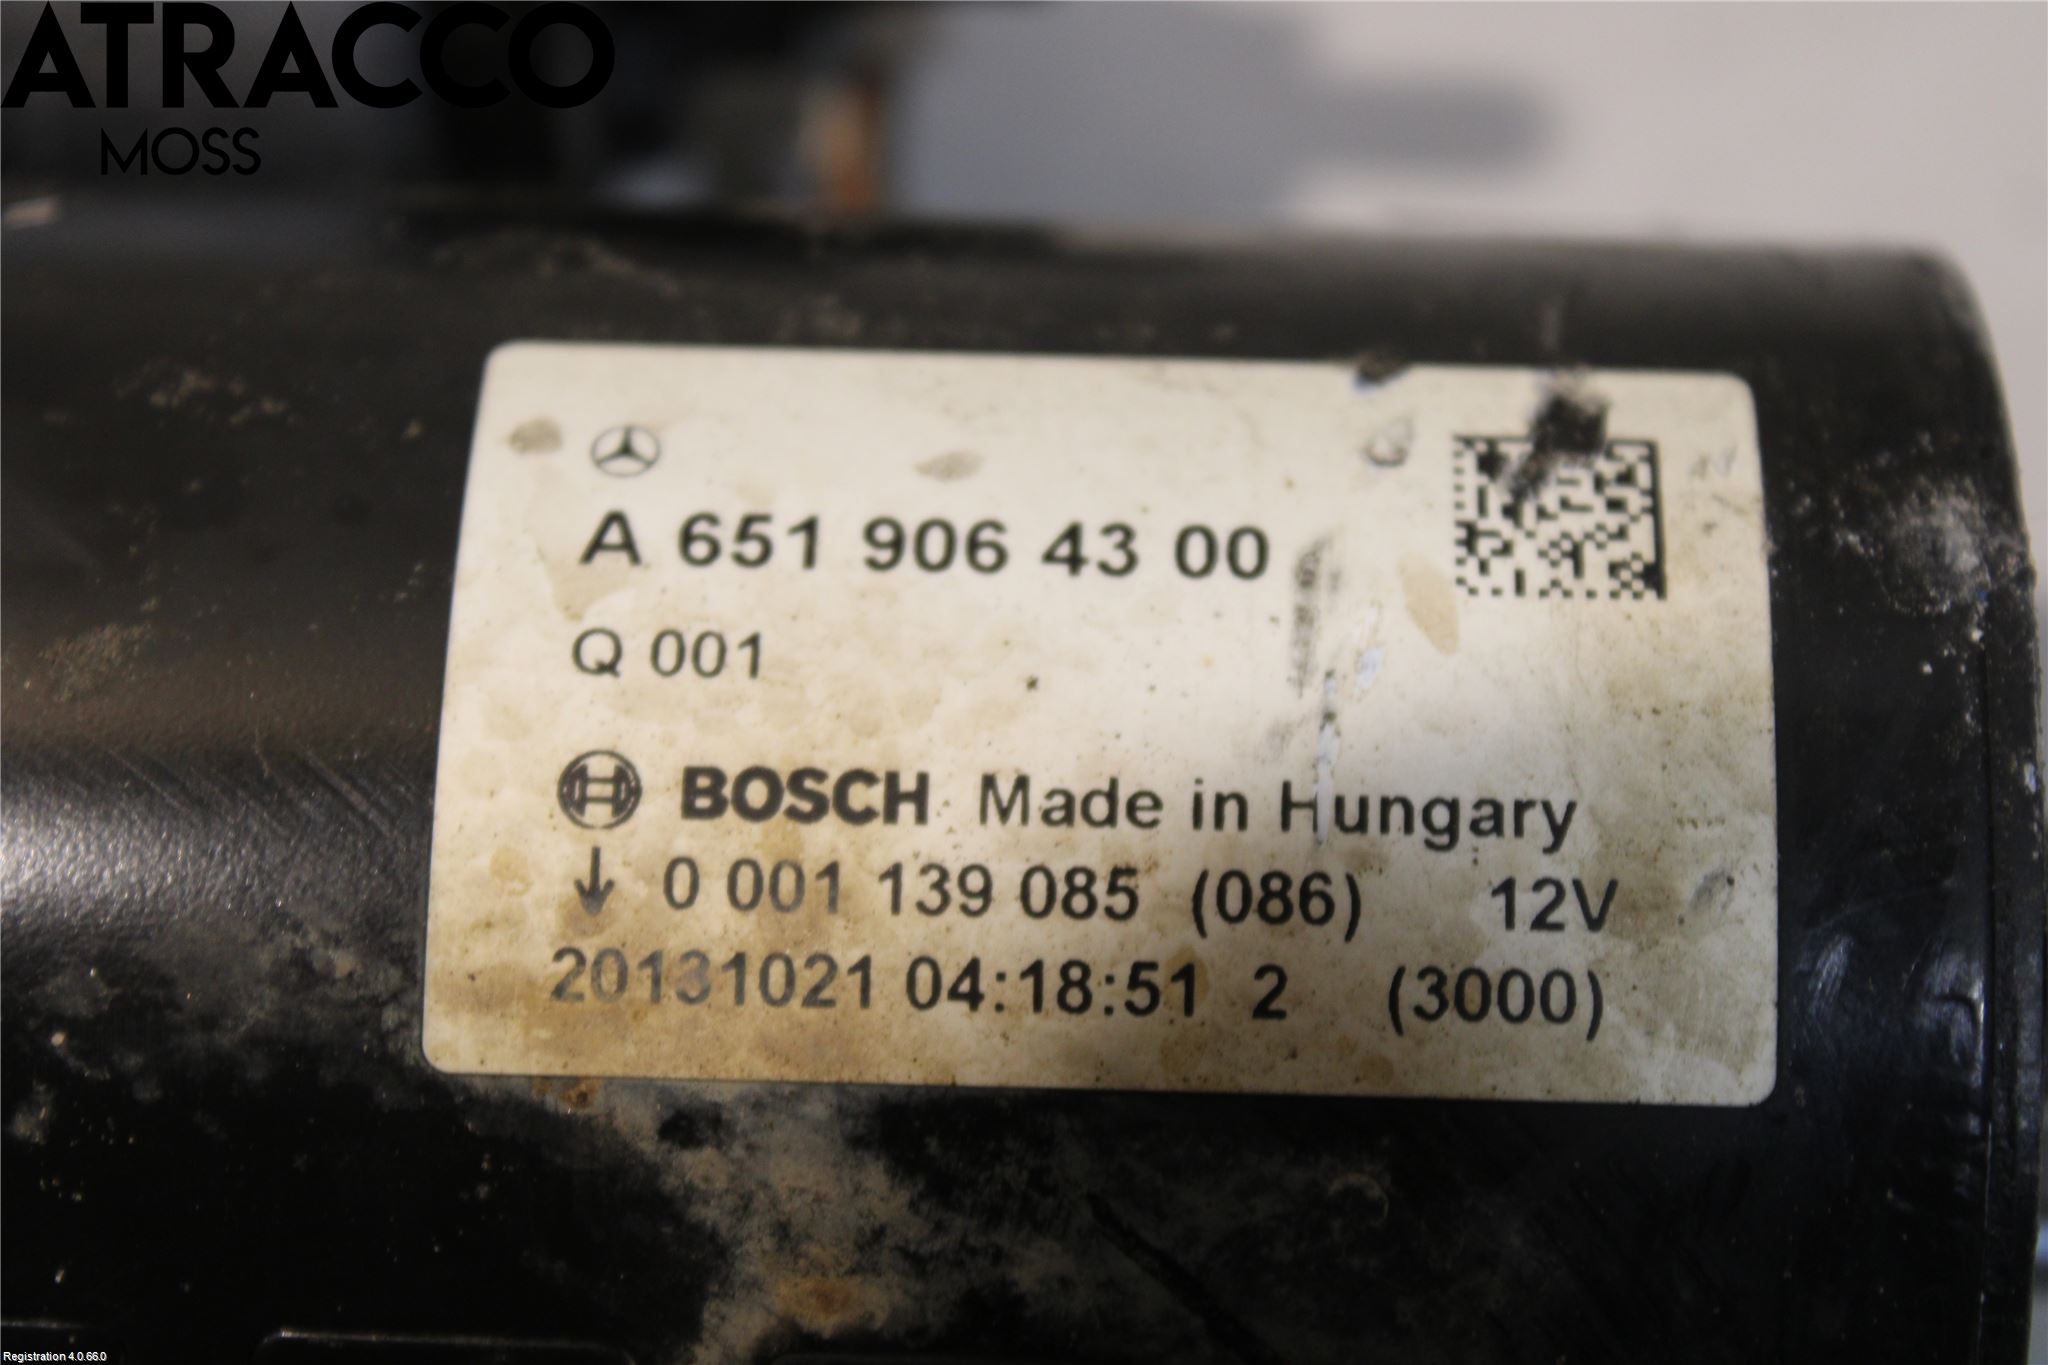 ATRACCO
MOSS
A 651 906 43 00
Q 001
BOSCH Made in Hungary
↓ 0 001 139 085 (086) 12V
20131021 04:18:51 2 (3000)
Registration 4.0.66.0